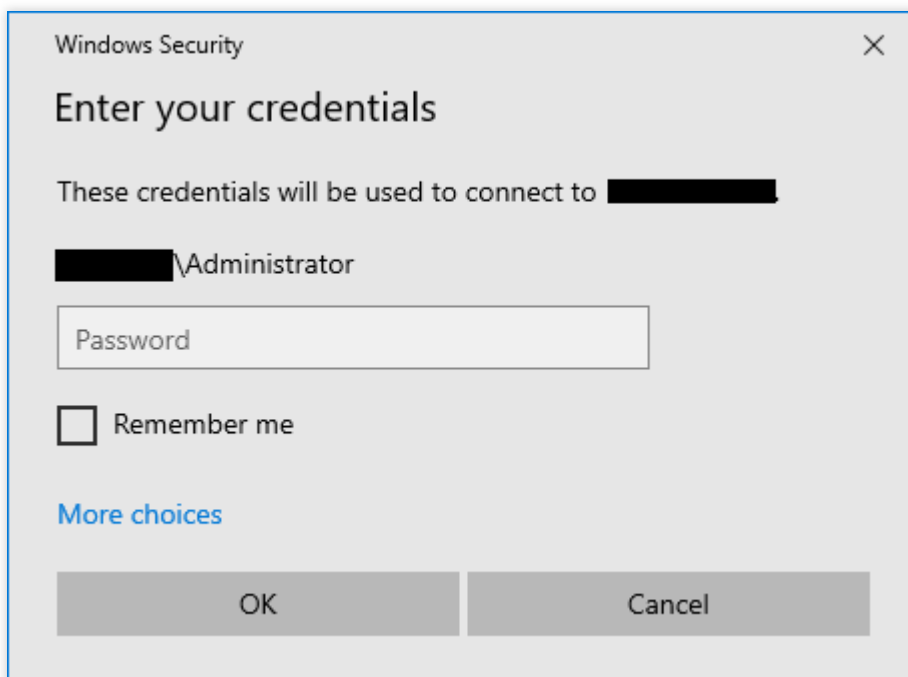 Windows Security
Enter your credentials
These credentials will be used to connect to
\Administrator
Password
Remember me
More choices
OK Cancel